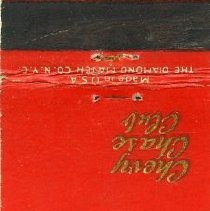 Made in U S A
THE DIAMOND MATCH CO. N.Y.C.
Chevy
Chase
Club